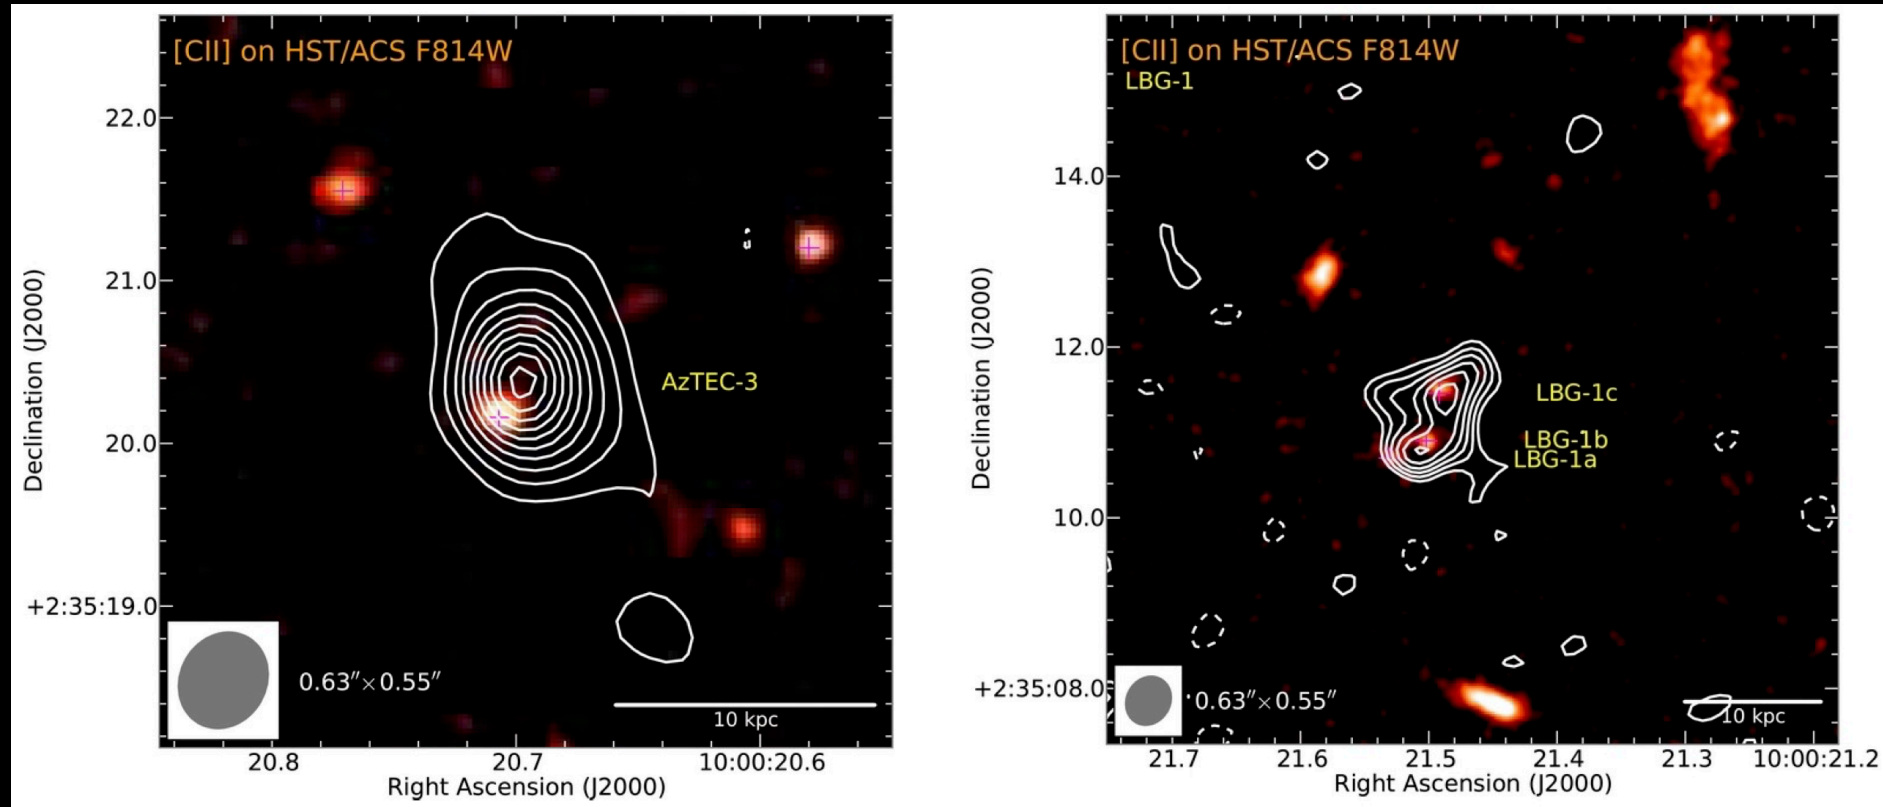 [CII] on HST/ACS F814W
22.0
21.0
20.0
+2:35:19.0
Declination (J2000)
AzTEC-3
0.63″×0.55″
10 kpc
20.8
20.7
10:00:20.6
Right Ascension (J2000)
[CII] on HST/ACS F814W
LBG-1
14.0
12.0
10.0
+2:35:08.0
Declination (J2000)
LBG-1c
LBG-1b
LBG-1a
0.63″×0.55″
10 kpc
21.7
21.6
21.5
21.4
21.3
10:00:21.2
Right Ascension (J2000)